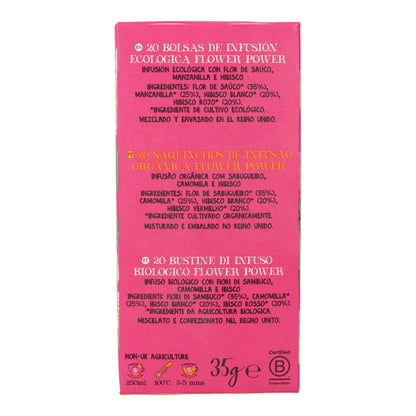 ES 20 BOLSAS DE INFUSIÓN
ECOLÓGICA FLOWER POWER
INFUSIÓN ECOLÓGICA CON FLOR DE SAÚCO,
MANZANILLA E HIBISCO
INGREDIENTES: FLOR DE SAÚCO* (35%),
MANZANILLA* (25%), HIBISCO BLANCO* (20%),
HIBISCO ROJO* (20%).
*INGREDIENTE DE CULTIVO ECOLÓGICO.
MEZCLADO Y ENVASADO EN EL REINO UNIDO.
PT 20 SAQUINHOS DE INFUSÃO
ORGÂNICA FLOWER POWER
INFUSÃO ORGÂNICA COM SABUGUEIRO,
CAMOMILA E HIBISCO
INGREDIENTES: FLOR DE SABUGUEIRO* (35%),
CAMOMILA* (25%), HIBISCO BRANCO* (20%),
HIBISCO VERMELHO* (20%).
*INGREDIENTE CULTIVADO ORGANICAMENTE.
MISTURADO E EMBALADO NO REINO UNIDO.
IT 20 BUSTINE DI INFUSO
BIOLOGICO FLOWER POWER
INFUSO BIOLOGICO CON FIORI DI SAMBUCO,
CAMOMILLA E IBISCO
INGREDIENTI: FIORI DI SAMBUCO* (35%), CAMOMILLA*
(25%), IBISCO BIANCO* (20%), IBISCO ROSSO* (20%).
*INGREDIENTI DA AGRICOLTURA BIOLOGICA.
MISCELATO E CONFEZIONATO NEL REGNO UNITO.
NON-UK AGRICULTURE
250ml 100°C 3-5 mins
35g e
Certified
B
Corporation